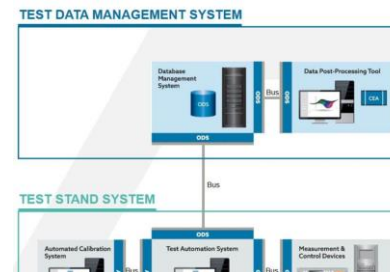 TEST DATA MANAGEMENT SYSTEM
Database
Management
System
ODS
ODS
Bus
ODS
Data Post-Processing Tool
CEA
Bus
TEST STAND SYSTEM
ODS
Automated Calibration
System
Bus
Test Automation System
Bus
Measurement &
Control Devices